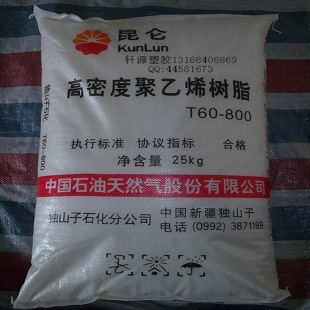 昆仑
KunLun
轩源塑胶13168406869
QQ:44581673
高密度聚乙烯树脂
T60-800
执行标准 协议指标 合格
净含量 25kg
中国石油天然气股份有限公司
独山子石化分公司
中国新疆独山子
电话 (0992) 3871199
T60-800